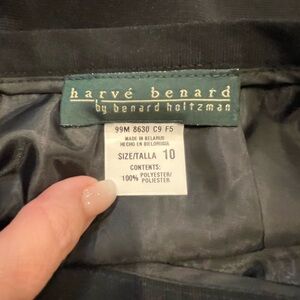 harvé benard
by benard holtzman
99M 8630 C9 F5
MADE IN BELARUS
HECHO EN BIELORUSIA
SIZE/TALLA 10
CONTENTS:
100% POLYESTER/
POLIESTER